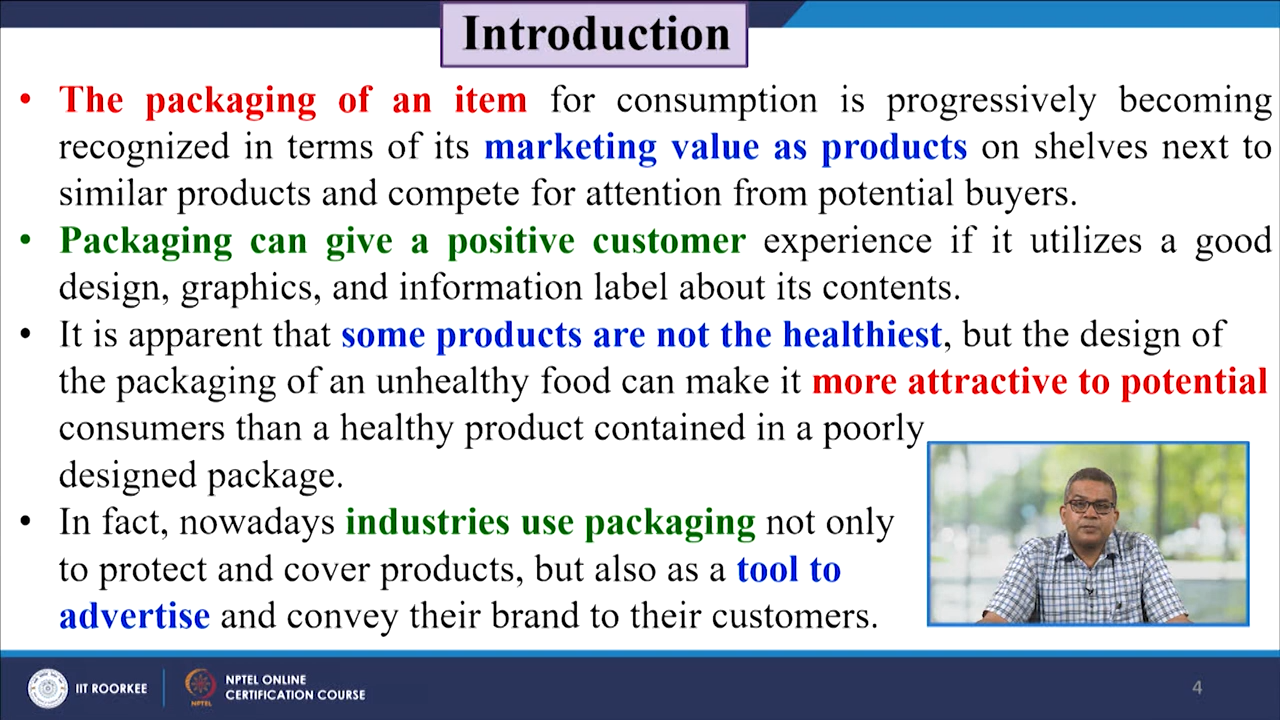 Introduction
• The packaging of an item for consumption is progressively becoming
recognized in terms of its marketing value as products on shelves next to
similar products and compete for attention from potential buyers.
• Packaging can give a positive customer experience if it utilizes a good
design, graphics, and information label about its contents.
• It is apparent that some products are not the healthiest, but the design of
the packaging of an unhealthy food can make it more attractive to potential
consumers than a healthy product contained in a poorly
designed package.
• In fact, nowadays industries use packaging not only
to protect and cover products, but also as a tool to
advertise and convey their brand to their customers.
IIT ROORKEE
NPTEL
NPTEL ONLINE
CERTIFICATION COURSE
4